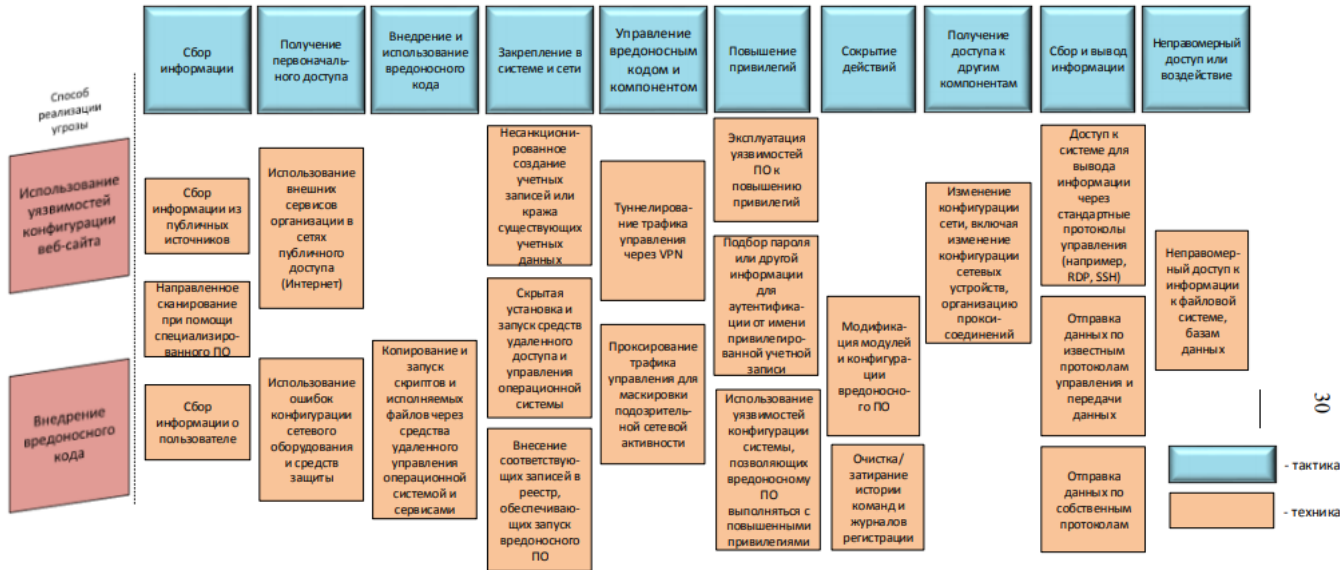 Сбор
информации
Получение
первоначаль-
ного доступа
Внедрение и
использование
вредоносного
кода
Закрепление в
системе и сети
Управление
вредоносным
кодом и
компонентом
Повышение
привилегий
Сокрытие
действий
Получение
доступа к
другим
компонентам
Сбор и вывод
информации
Неправомерный
доступ или
воздействие
Способ
реализации
угрозы
Использование
уязвимостей
конфигурации
веб-сайта
Внедрение
вредоносного
кода
Сбор
информации из
публичных
источников
Направленное
сканирование
при помощи
специализиро-
ванного ПО
Сбор
информации о
пользователе
Использование
внешних
сервисов
организации в
сетях
публичного
доступа
(Интернет)
Использование
ошибок
конфигурации
сетевого
оборудования
и средств
защиты
Копирование и
запуск
скриптов и
исполняемых
файлов через
средства
удаленного
управления
операционной
системой и
сервисами
Несанкциони-
рованное
создание
учетных
записей или
кража
существующих
учетных
данных
Скрытая
установка и
запуск средств
удаленного
доступа и
управления
операционной
системы
Внесение
соответствую-
щих записей в
реестр,
обеспечиваю-
щих запуск
вредоносного
ПО
Туннелирова-
ние трафика
управления
через VPN
Проксирование
трафика
управления для
маскировки
подозритель-
ной сетевой
активности
Эксплуатация
уязвимостей
ПО к
повышению
привилегий
Подбор пароля
или другой
информации
для
аутентифика-
ции от имени
привилегиро-
ванной учетной
записи
Использование
уязвимостей
конфигурации
системы,
позволяющих
вредоносному
ПО
выполняться с
повышенными
привилегиями
Модифика-
ция модулей
и конфигура-
ции
вредоносно-
го ПО
Очистка/
затирание
истории
команд и
журналов
регистрации
Изменение
конфигурации
сети, включая
изменение
конфигурации
сетевых
устройств,
организацию
прокси-
соединений
Доступ к
системе для
вывода
информации
через
стандартные
протоколы
управления
(например,
RDP, SSH)
Отправка
данных по
известным
протоколам
управления и
передачи
данных
Отправка
данных по
собственным
протоколам
Неправомер-
ный доступ к
информации
к файловой
системе,
базам
данных
- тактика
- техника
30